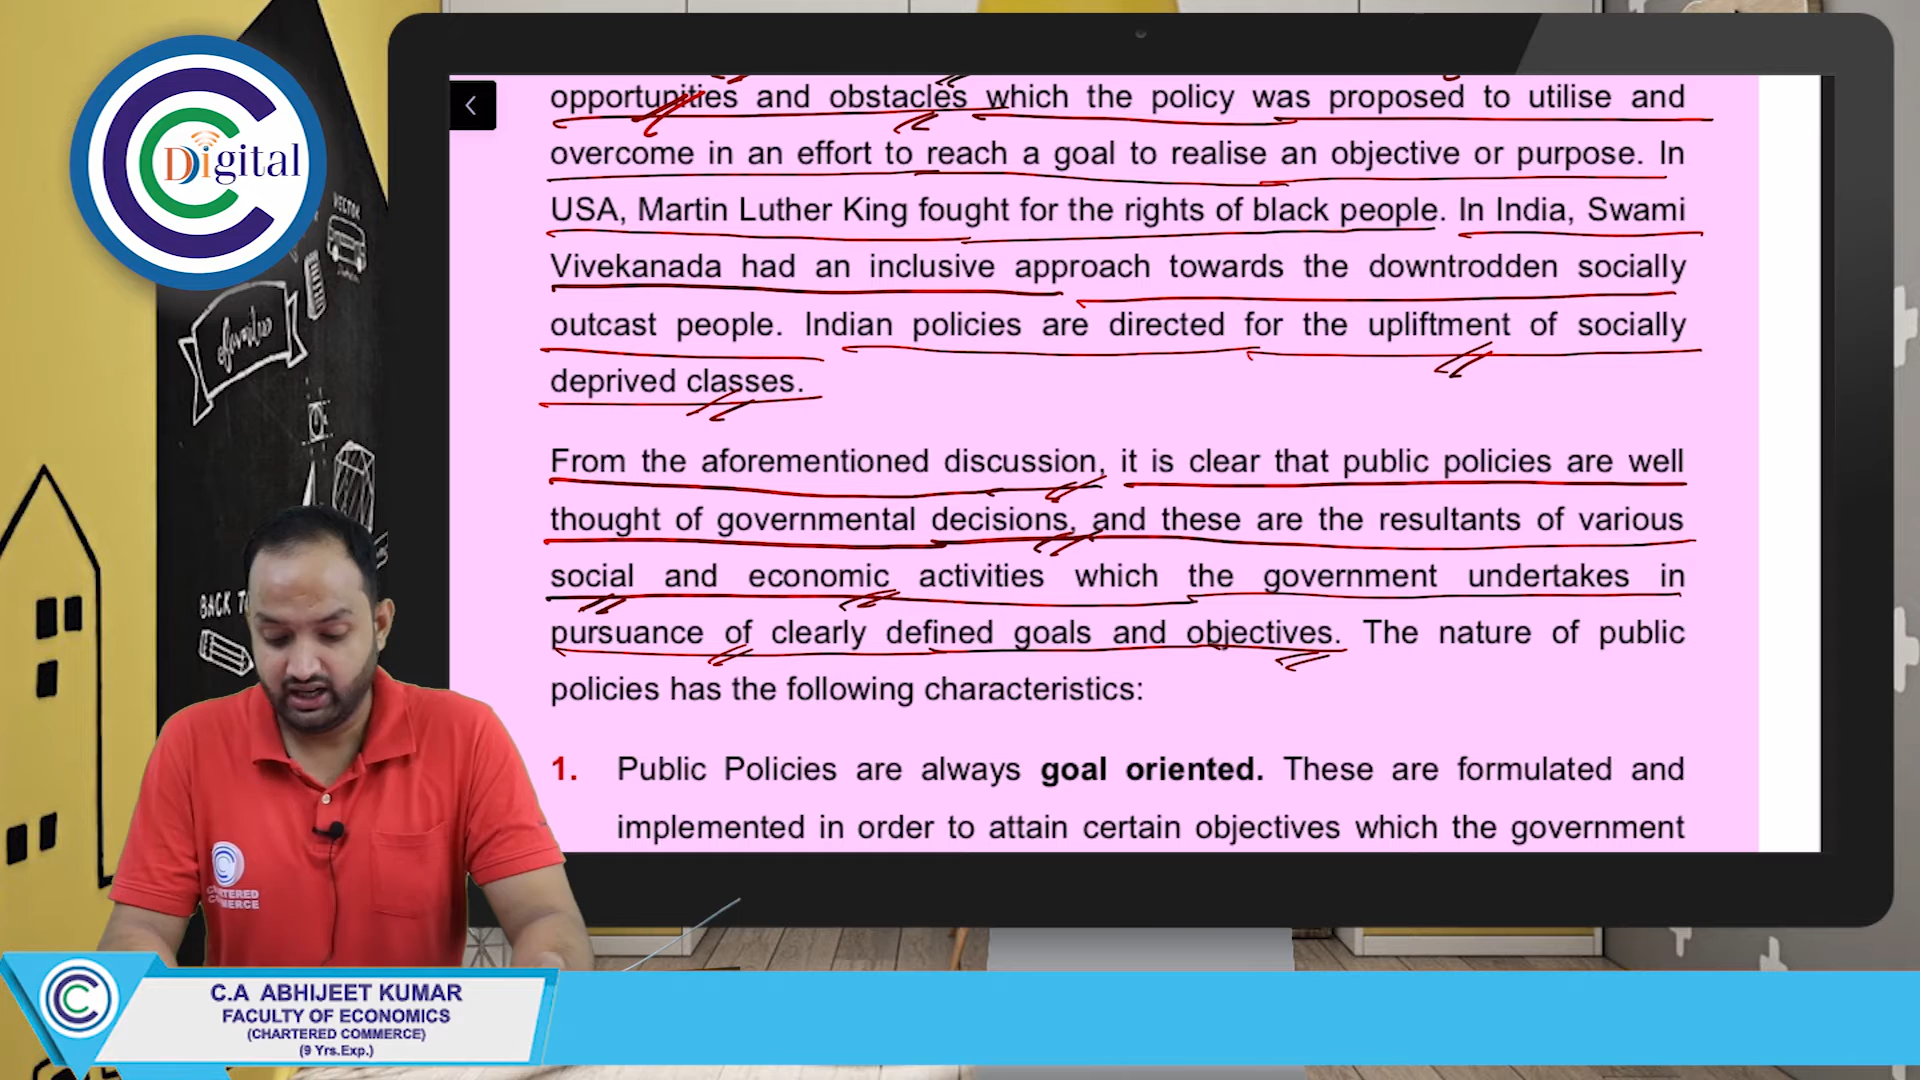 Digital
opportunities and obstacles which the policy was proposed to utilise and
overcome in an effort to reach a goal to realise an objective or purpose. In
USA, Martin Luther King fought for the rights of black people. In India, Swami
Vivekanada had an inclusive approach towards the downtrodden socially
outcast people. Indian policies are directed for the upliftment of socially
deprived classes.
From the aforementioned discussion, it is clear that public policies are well
thought of governmental decisions, and these are the resultants of various
social and economic activities which the government undertakes in
pursuance of clearly defined goals and objectives. The nature of public
policies has the following characteristics:
1. Public Policies are always goal oriented. These are formulated and
implemented in order to attain certain objectives which the government
VECTOR
BACK
C.A ABHIJEET KUMAR
FACULTY OF ECONOMICS
(CHARTERED COMMERCE)
(9 Yrs.Exp.)